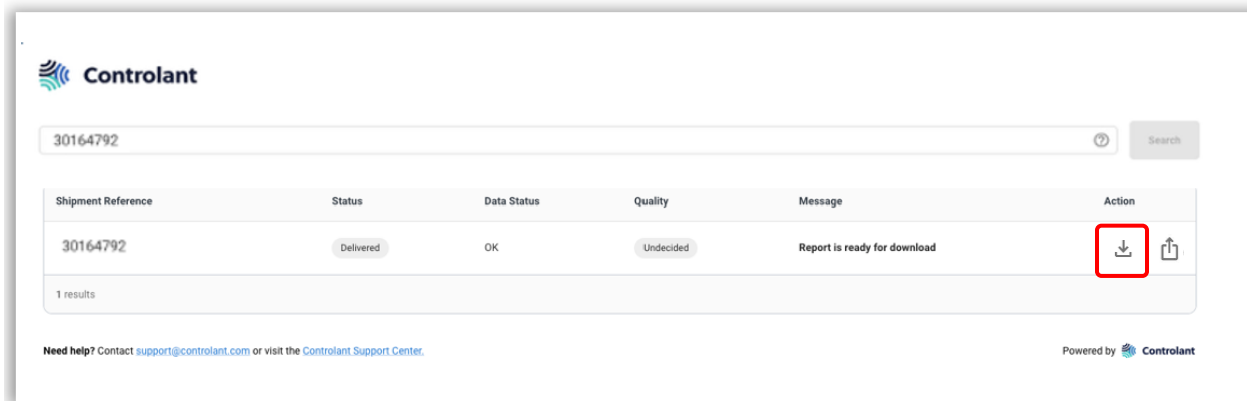 Controlant
30164792
Search
Shipment Reference Status Data Status Quality Message Action
30164792 Delivered OK Undecided Report is ready for download
1 results
Need help? Contact support@controlant.com or visit the Controlant Support Center. Powered by Controlant